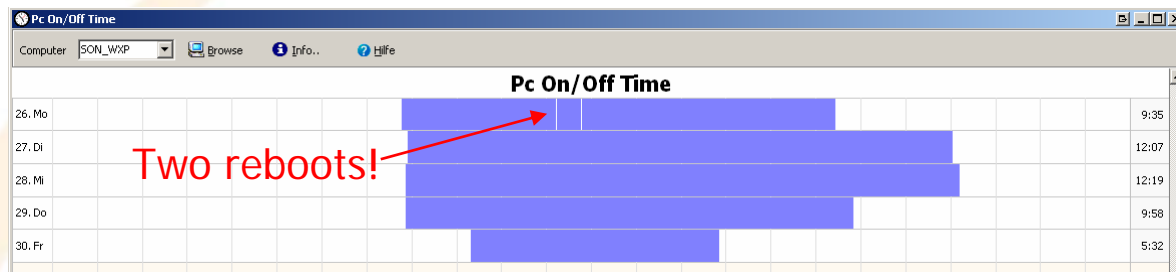 Pc On/Off Time
Computer SON_WXP Browse Info.. Hilfe
Pc On/Off Time
26. Mo 9:35
27. Di 12:07
Two reboots!
28. Mi 12:19
29. Do 9:58
30. Fr 5:32